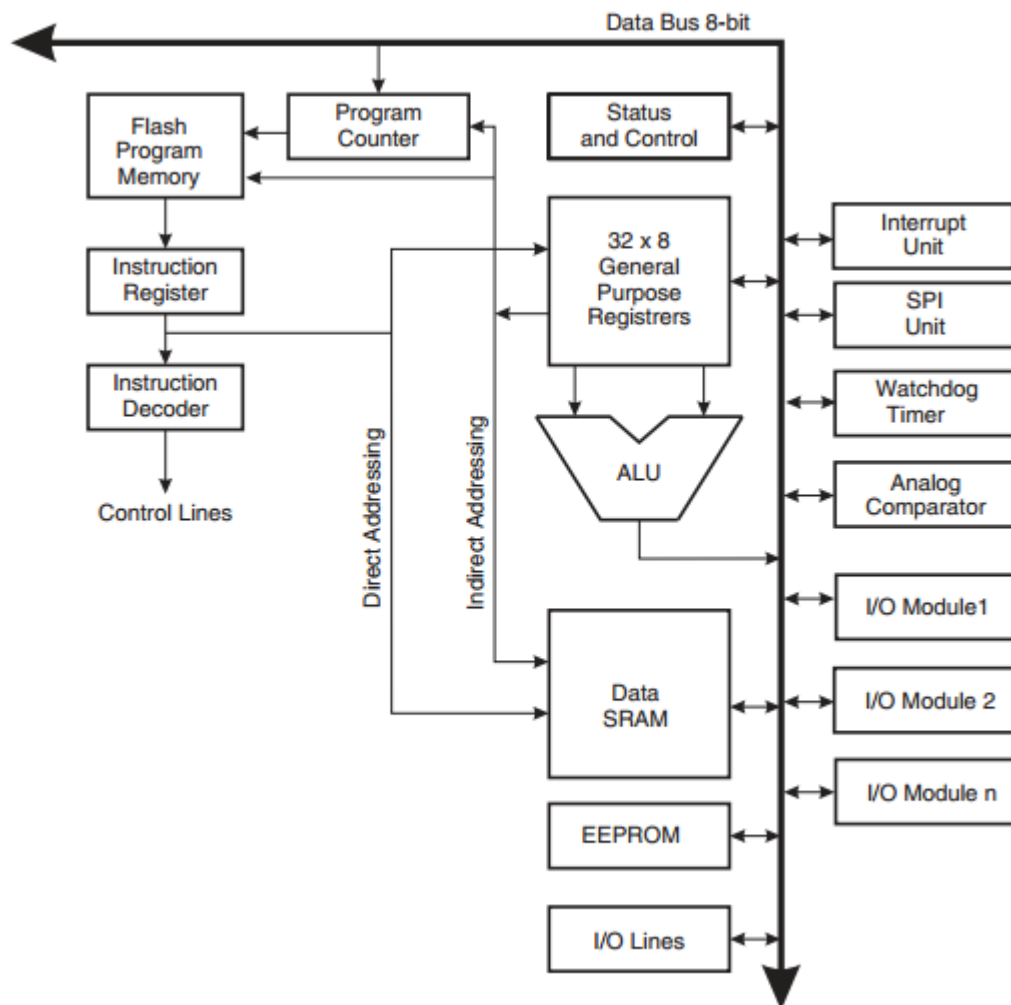 Data Bus 8-bit
Flash
Program
Memory
Program
Counter
Status
and Control
32 x 8
General
Purpose
Registrers
Interrupt
Unit
Instruction
Register
SPI
Unit
Instruction
Decoder
Watchdog
Timer
ALU
Analog
Comparator
Control Lines
Direct Addressing
Indirect Addressing
I/O Module1
Data
SRAM
I/O Module 2
I/O Module n
EEPROM
I/O Lines